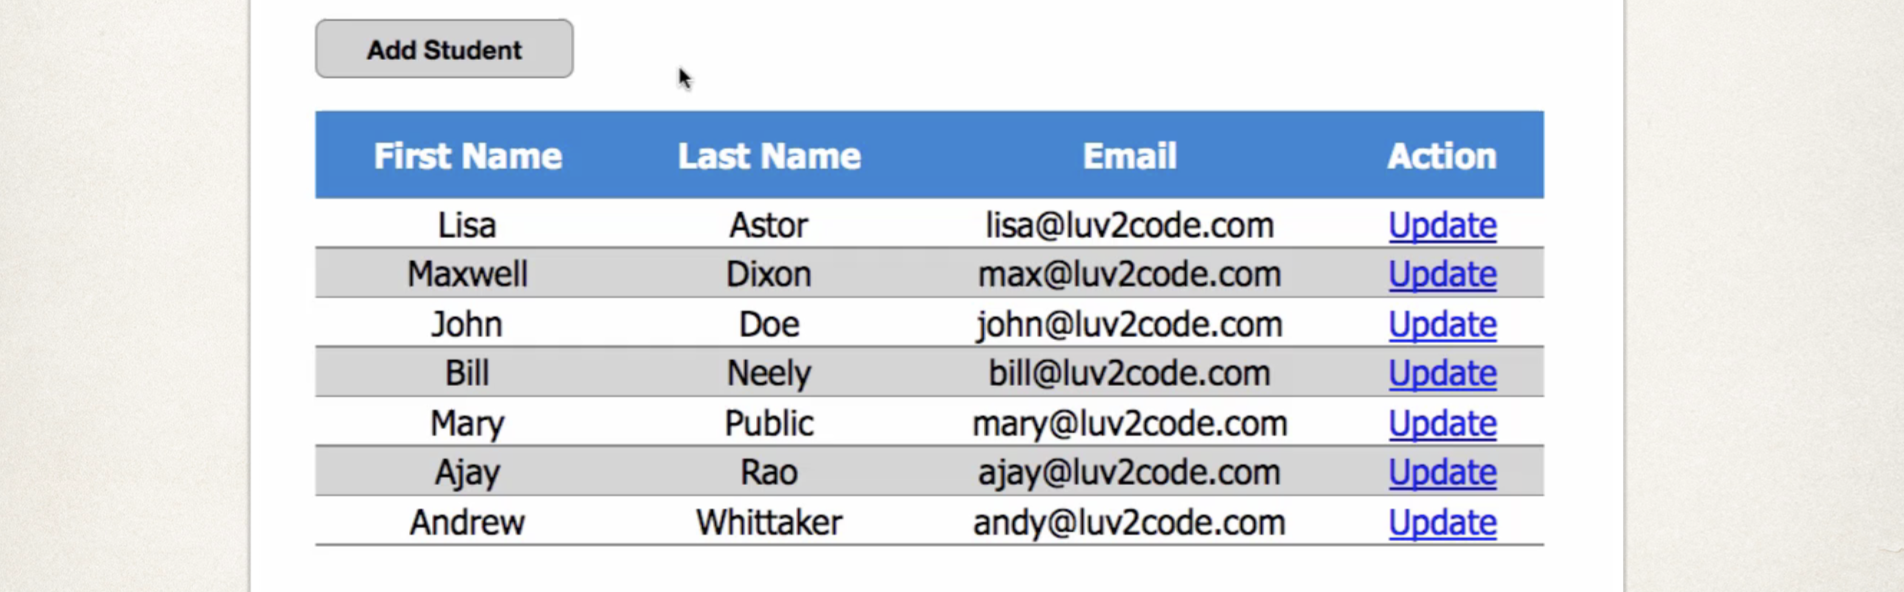 Add Student
First Name Last Name Email Action
Lisa Astor lisa@luv2code.com Update
Maxwell Dixon max@luv2code.com Update
John Doe john@luv2code.com Update
Bill Neely bill@luv2code.com Update
Mary Public mary@luv2code.com Update
Ajay Rao ajay@luv2code.com Update
Andrew Whittaker andy@luv2code.com Update